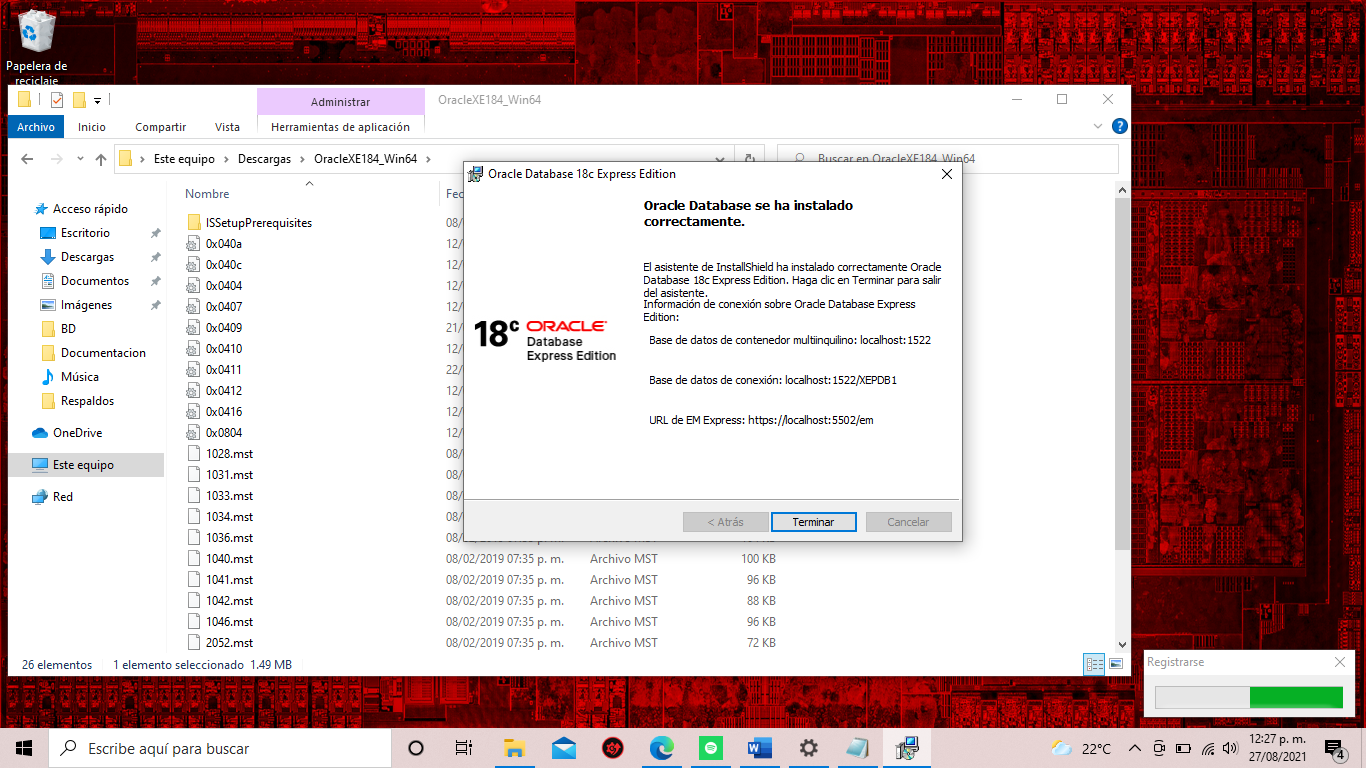 Papelera de
reciclaje
Administrar
OracleXE184_Win64
Archivo
Inicio
Compartir
Vista
Herramientas de aplicación
Este equipo
Descargas
OracleXE184_Win64
Buscar en OracleXE184_Win64
Acceso rápido
Escritorio
Descargas
Documentos
Imágenes
BD
Documentacion
Música
Respaldos
OneDrive
Este equipo
Red
Nombre
Fec
ISSetupPrerequisites 08/
0x040a 12/
0x040c 12/
0x0404 12/
0x0407 12/
0x0409 21/
0x0410 12/
0x0411 22/
0x0412 12/
0x0416 12/
0x0804 12/
1028.mst 08/
1031.mst 08/
1033.mst 08/
1034.mst 08/
1036.mst
1040.mst 08/02/2019 07:35 p. m. Archivo MST 100 KB
1041.mst 08/02/2019 07:35 p. m. Archivo MST 96 KB
1042.mst 08/02/2019 07:35 p. m. Archivo MST 88 KB
1046.mst 08/02/2019 07:35 p. m. Archivo MST 96 KB
2052.mst 08/02/2019 07:35 p. m. Archivo MST 72 KB
26 elementos 1 elemento seleccionado 1.49 MB
Oracle Database 18c Express Edition
Oracle Database se ha instalado
correctamente.
El asistente de InstallShield ha instalado correctamente Oracle
Database 18c Express Edition. Haga clic en Terminar para salir
del asistente.
Información de conexión sobre Oracle Database Express
Edition:
Base de datos de contenedor multiinquilino: localhost:1522
Base de datos de conexión: localhost:1522/XEPDB1
URL de EM Express: https://localhost:5502/em
18c ORACLE
Database
Express Edition
< Atrás
Terminar
Cancelar
Registrarse
Escribe aquí para buscar
22°C
12:27 p. m.
27/08/2021
4